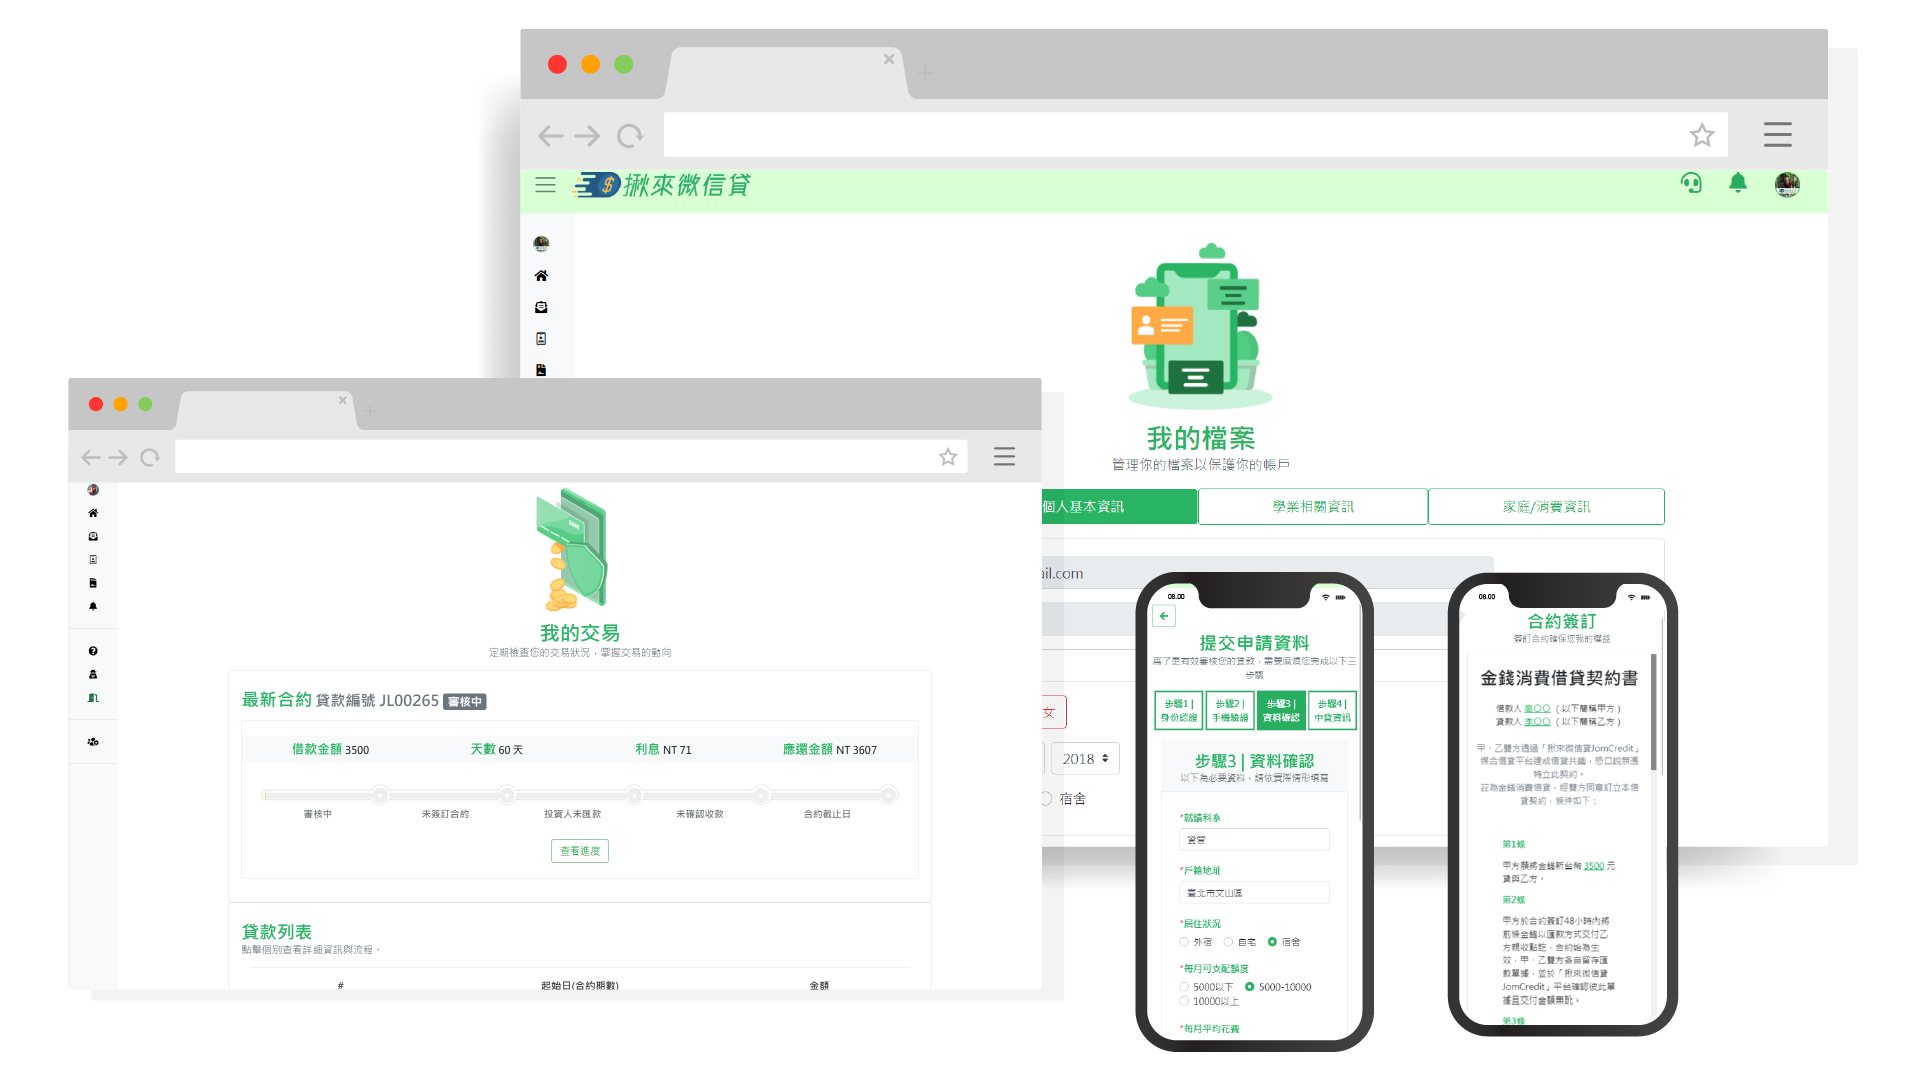 揪來微信貸
我的檔案
管理你的檔案以保護你的帳戶
個人基本資訊
學業相關資訊
家庭/消費資訊
ail.com
女
2018
宿舍
我的交易
定期檢查您的交易狀況，掌握交易的動向
最新合約 貸款編號 JL00265 審核中
借款金額 3500
天數 60 天
利息 NT 71
應還金額 NT 3607
審核中
未簽訂合約
投資人未匯款
未確認收款
合約截止日
查看進度
貸款列表
點擊個別查看詳細資訊與流程。
#
起始日(合約期數)
金額
08.00
提交申請資料
為了更有效審核您的貸款，需要麻煩您完成以下三
步驟
步驟1 |
身份認證
步驟2 |
手機驗證
步驟3 |
資料確認
步驟4 |
申貸資訊
步驟3 | 資料確認
以下為必要資料，請依實際情形填寫
*就讀科系
資管
*戶籍地址
臺北市文山區
*居住狀況
外宿 自宅 宿舍
*每月可支配額度
5000以下 5000-10000
10000以上
*每月平均花費
08.00
合約簽訂
簽訂合約確保您我的權益
金錢消費借貸契約書
借款人 高〇〇 （以下簡稱甲方）
貸款人 李〇〇 （以下簡稱乙方）
甲、乙雙方透過「揪來微信貸JomCredit」
媒合借貸平台達成借貸共識，恐口說無憑
特立此契約。
茲為金錢消費借貸，經雙方同意訂立本借
貸契約，條件如下：
第1條
甲方願將金錢新台幣 3500 元
貸與乙方。
第2條
甲方於合約簽訂48小時內將
前條金錢以匯款方式交付乙
方親收點訖，合約始為生
效，甲、乙雙方各自留存匯
款單據，並於「揪來微信貸
JomCredit」平台確認彼此單
據且交付金額無訛。
第3條